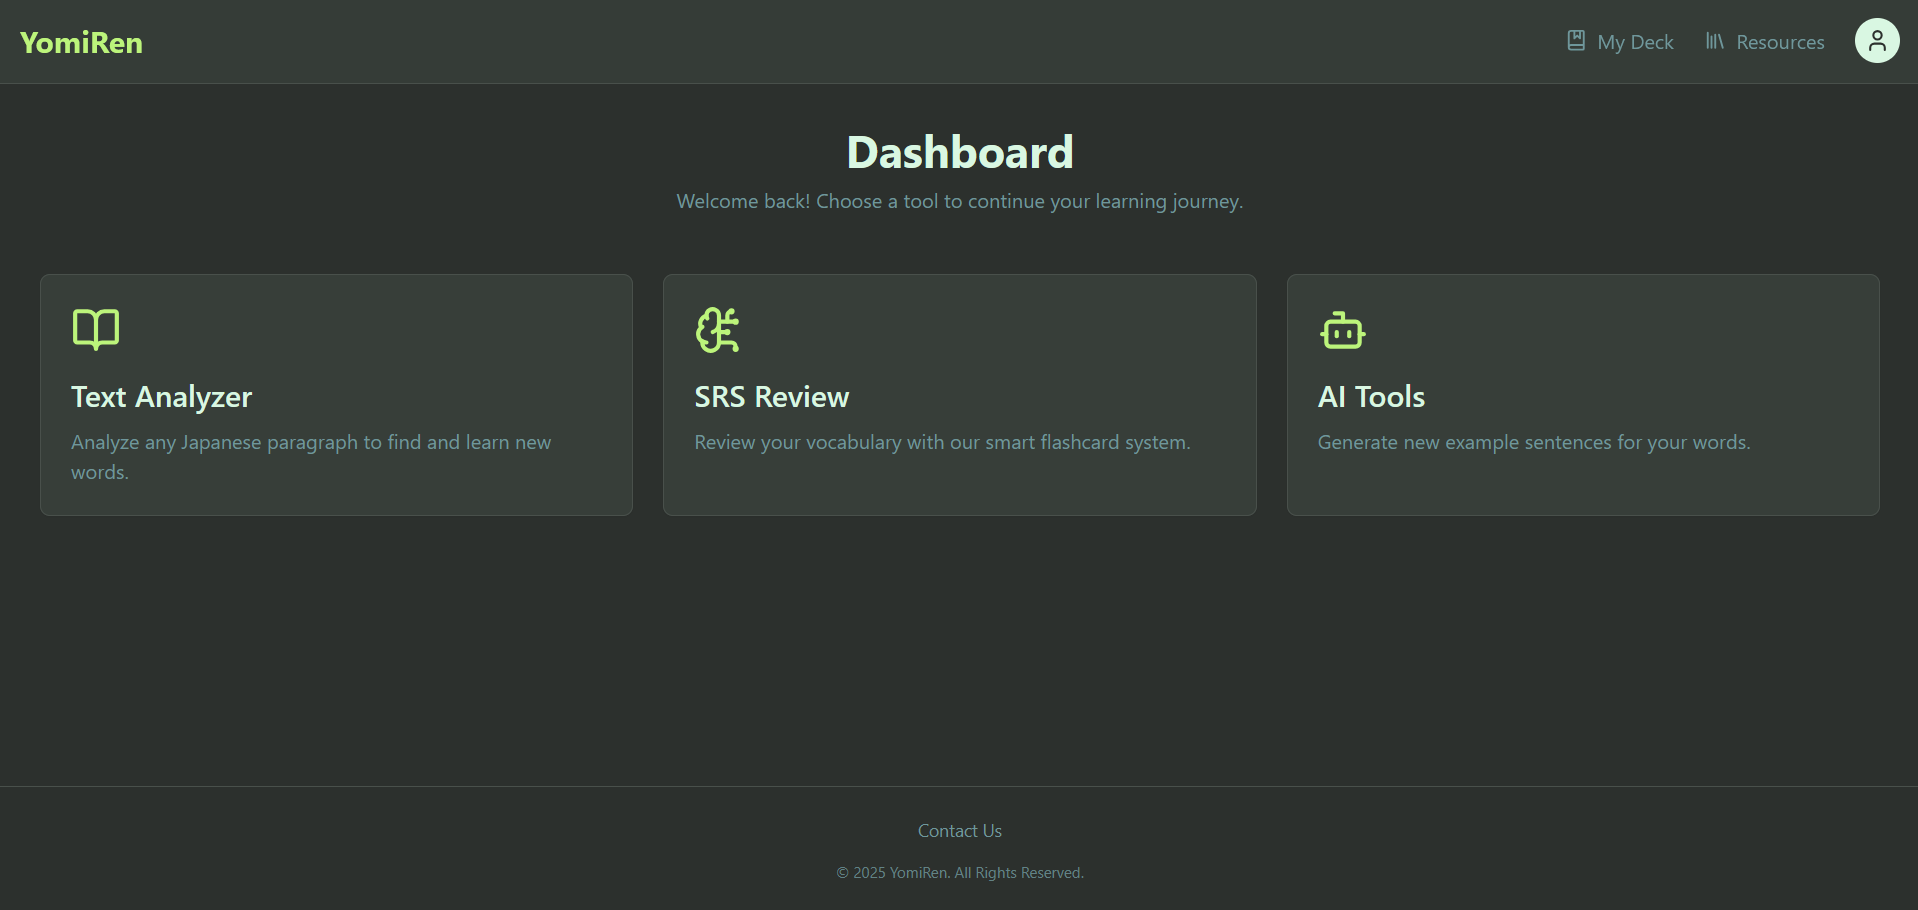 YomiRen
My Deck
Resources
Dashboard
Welcome back! Choose a tool to continue your learning journey.
Text Analyzer
Analyze any Japanese paragraph to find and learn new
words.
SRS Review
Review your vocabulary with our smart flashcard system.
AI Tools
Generate new example sentences for your words.
Contact Us
© 2025 YomiRen. All Rights Reserved.